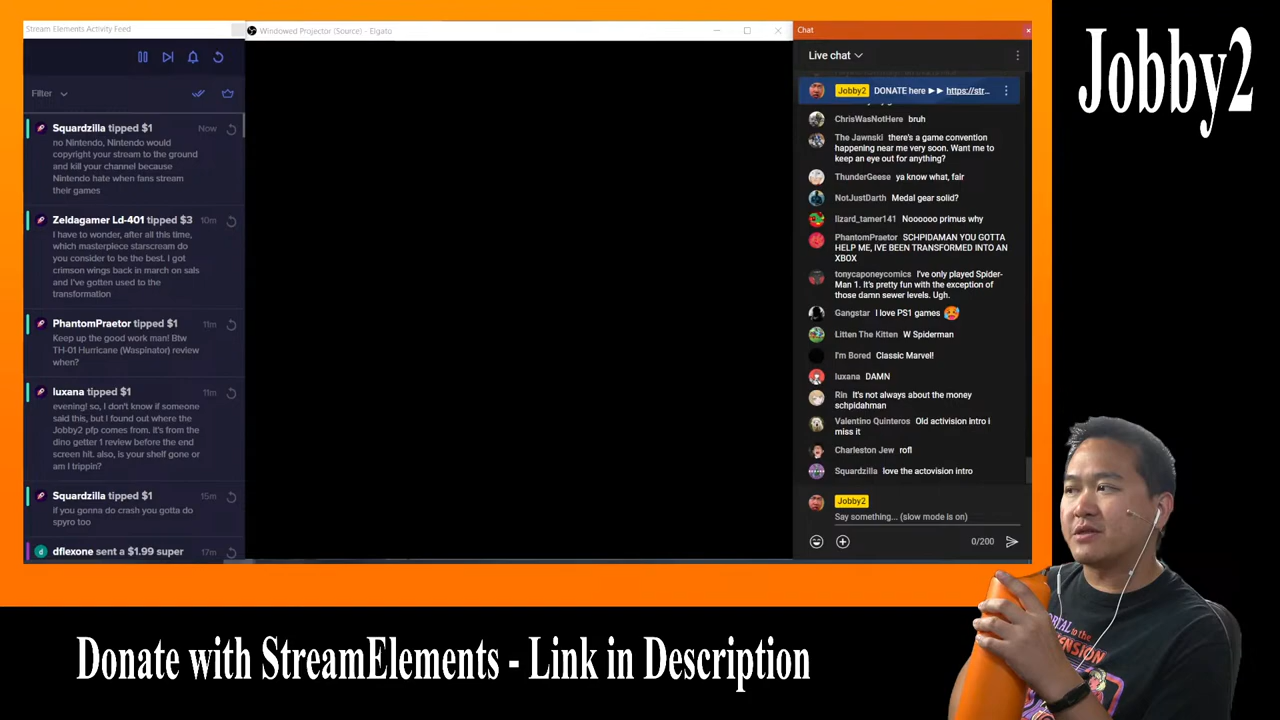 Stream Elements Activity Feed
Filter
Squardzilla tipped $1 Now
no Nintendo, Nintendo would
copyright your stream to the ground
and kill your channel because
Nintendo hate when fans stream
their games
Zeldagamer Ld-401 tipped $3 10m
I have to wonder, after all this time,
which masterpiece starscream do
you consider to be the best. I got
crimson wings back in march on sals
and I've gotten used to the
transformation
PhantomPraetor tipped $1 11m
Keep up the good work man! Btw
TH-01 Hurricane (Waspinator) review
when?
luxana tipped $1 11m
evening! so, I don't know if someone
said this, but I found out where the
Jobby2 pfp comes from. It's from the
dino getter 1 review before the end
screen hit. also, is your shelf gone or
am I trippin?
Squardzilla tipped $1 15m
if you gonna do crash you gotta do
spyro too
d dflexone sent a $1.99 super 17m
Windowed Projector (Source) - Elgato
Chat
Live chat
Jobby2 DONATE here ►► https://str...
ChrisWasNotHere bruh
The Jawnski there's a game convention
happening near me very soon. Want me to
keep an eye out for anything?
ThunderGeese ya know what, fair
NotJustDarth Medal gear solid?
lizard_tamer141 Noooooo primus why
PhantomPraetor SCHPIDAMAN YOU GOTTA
HELP ME, IVE BEEN TRANSFORMED INTO AN
XBOX
tonycaponeycomics I've only played Spider-
Man 1. It's pretty fun with the exception of
those damn sewer levels. Ugh.
Gangstar I love PS1 games
Litten The Kitten W Spiderman
I'm Bored Classic Marvel!
luxana DAMN
Rin It's not always about the money
schpidahman
Valentino Quinteros Old activision intro i
miss it
Charleston Jew rofl
Squardzilla love the actovision intro
Jobby2
Say something... (slow mode is on)
0/200
Jobby2
Donate with StreamElements - Link in Description